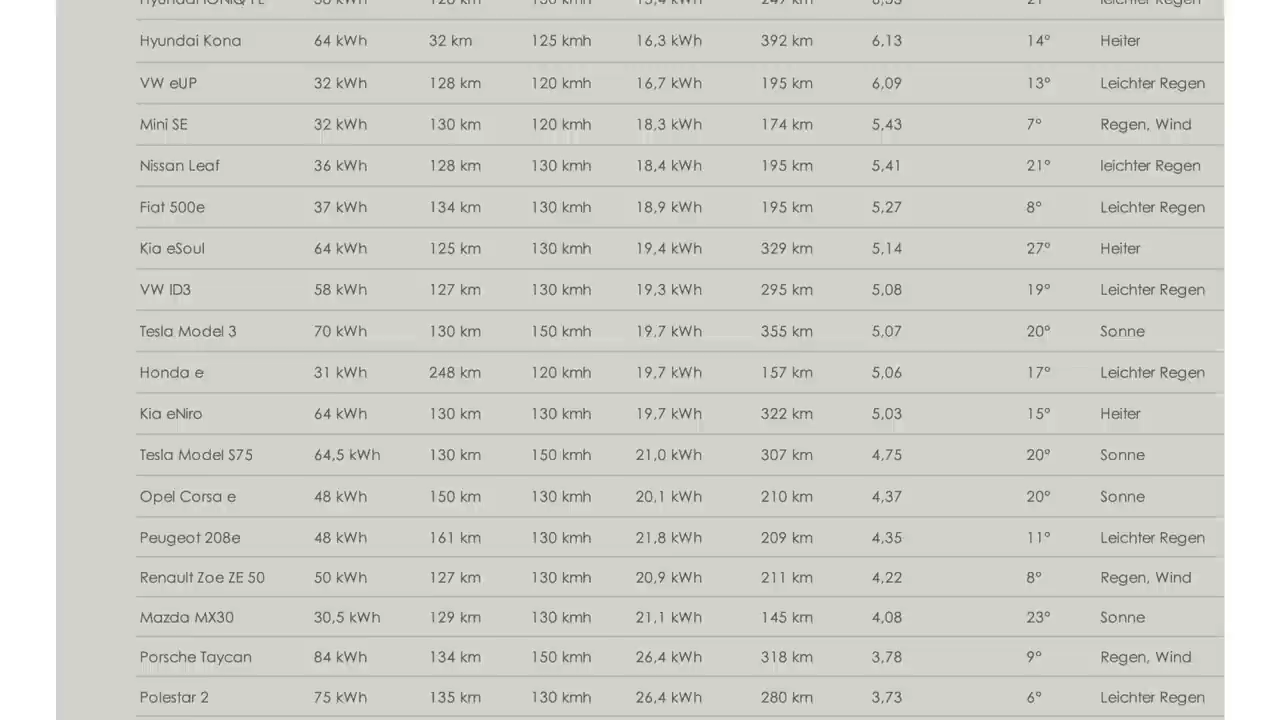 Hyundai IONIQ FL 38 kWh 128 km 130 kmh 15,4 kWh 249 km 6,53 21° leichter Regen
Hyundai Kona 64 kWh 32 km 125 kmh 16,3 kWh 392 km 6,13 14° Heiter
VW eUP 32 kWh 128 km 120 kmh 16,7 kWh 195 km 6,09 13° Leichter Regen
Mini SE 32 kWh 130 km 120 kmh 18,3 kWh 174 km 5,43 7° Regen, Wind
Nissan Leaf 36 kWh 128 km 130 kmh 18,4 kWh 195 km 5,41 21° leichter Regen
Fiat 500e 37 kWh 134 km 130 kmh 18,9 kWh 195 km 5,27 8° Leichter Regen
Kia eSoul 64 kWh 125 km 130 kmh 19,4 kWh 329 km 5,14 27° Heiter
VW ID3 58 kWh 127 km 130 kmh 19,3 kWh 295 km 5,08 19° Leichter Regen
Tesla Model 3 70 kWh 130 km 150 kmh 19,7 kWh 355 km 5,07 20° Sonne
Honda e 31 kWh 248 km 120 kmh 19,7 kWh 157 km 5,06 17° Leichter Regen
Kia eNiro 64 kWh 130 km 130 kmh 19,7 kWh 322 km 5,03 15° Heiter
Tesla Model S75 64,5 kWh 130 km 150 kmh 21,0 kWh 307 km 4,75 20° Sonne
Opel Corsa e 48 kWh 150 km 130 kmh 20,1 kWh 210 km 4,37 20° Sonne
Peugeot 208e 48 kWh 161 km 130 kmh 21,8 kWh 209 km 4,35 11° Leichter Regen
Renault Zoe ZE 50 50 kWh 127 km 130 kmh 20,9 kWh 211 km 4,22 8° Regen, Wind
Mazda MX30 30,5 kWh 129 km 130 kmh 21,1 kWh 145 km 4,08 23° Sonne
Porsche Taycan 84 kWh 134 km 150 kmh 26,4 kWh 318 km 3,78 9° Regen, Wind
Polestar 2 75 kWh 135 km 130 kmh 26,4 kWh 280 km 3,73 6° Leichter Regen